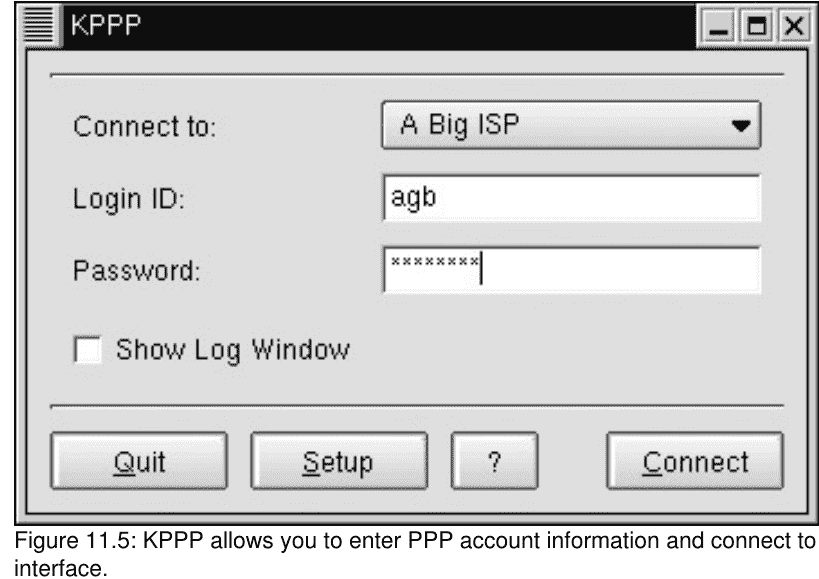 KPPP
Connect to: A Big ISP
Login ID: agb
Password: ********
Show Log Window
Quit Setup ? Connect
Figure 11.5: KPPP allows you to enter PPP account information and connect to
interface.